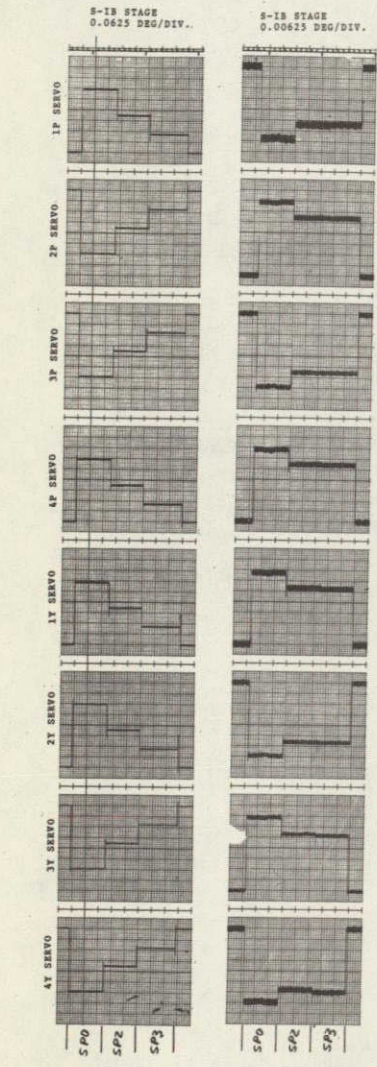 S-IB STAGE
0.0625 DEG/DIV.
S-IB STAGE
0.00625 DEG/DIV.
1P SERVO
2P SERVO
3P SERVO
4P SERVO
1Y SERVO
2Y SERVO
3Y SERVO
4Y SERVO
SP0
SP2
SP3
SP0
SP2
SP3